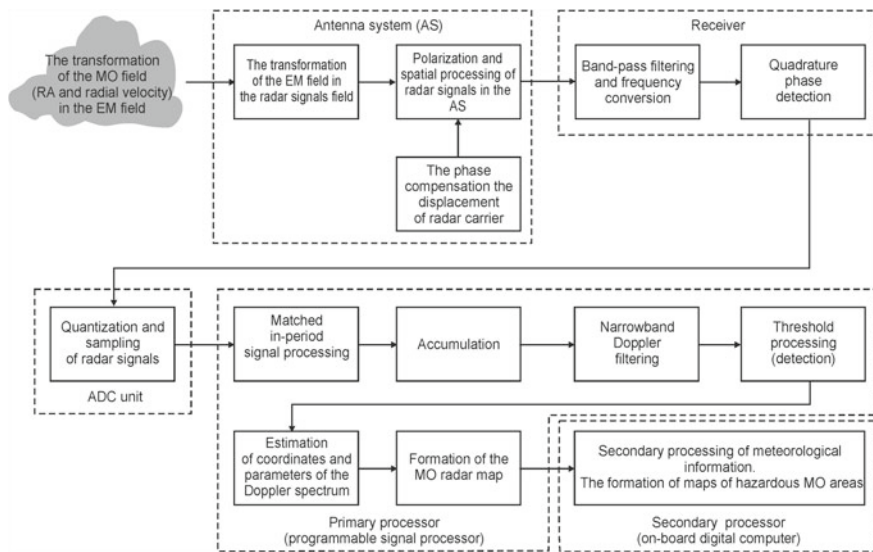 Antenna system (AS)
Receiver
The transformation
of the MO field
(RA and radial velocity)
in the EM field
The transformation
of the EM field in
the radar signals field
Polarization and
spatial processing of
radar signals in the
AS
Band-pass filtering
and frequency
conversion
Quadrature
phase
detection
The phase
compensation the
displacement
of radar carrier
Quantization and
sampling
of radar signals
ADC unit
Matched
in-period
signal processing
Accumulation
Narrowband
Doppler
filtering
Threshold
processing
(detection)
Estimation
of coordinates and
parameters of the
Doppler spectrum
Formation of the
MO radar map
Secondary processing of meteorological
information.
The formation of maps of hazardous MO areas
Primary processor
(programmable signal processor)
Secondary processor
(on-board digital computer)